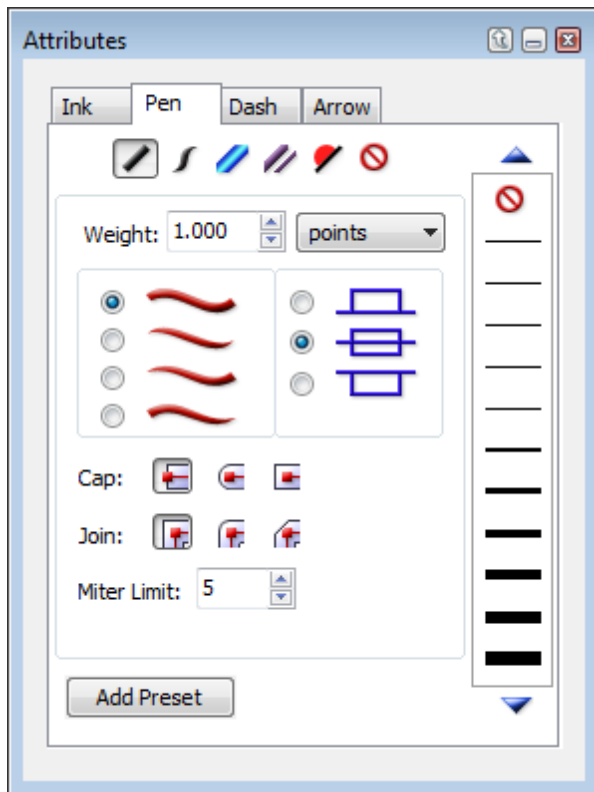 Attributes
Ink Pen Dash Arrow
Weight: 1.000 points
Cap:
Join:
Miter Limit: 5
Add Preset